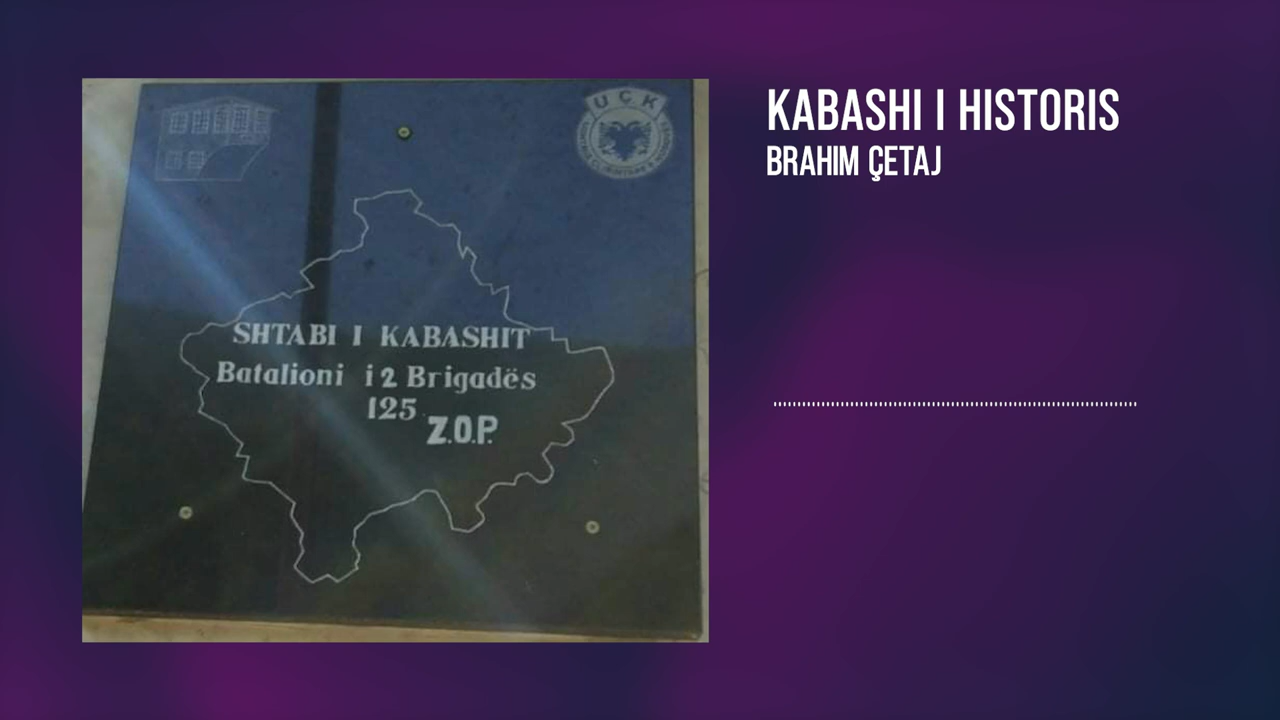 KABASHI I HISTORIS
BRAHIM ÇETAJ
UÇK
SHTABI I KABASHIT
Batalioni i 2 Brigadës
125
Z.O.P.